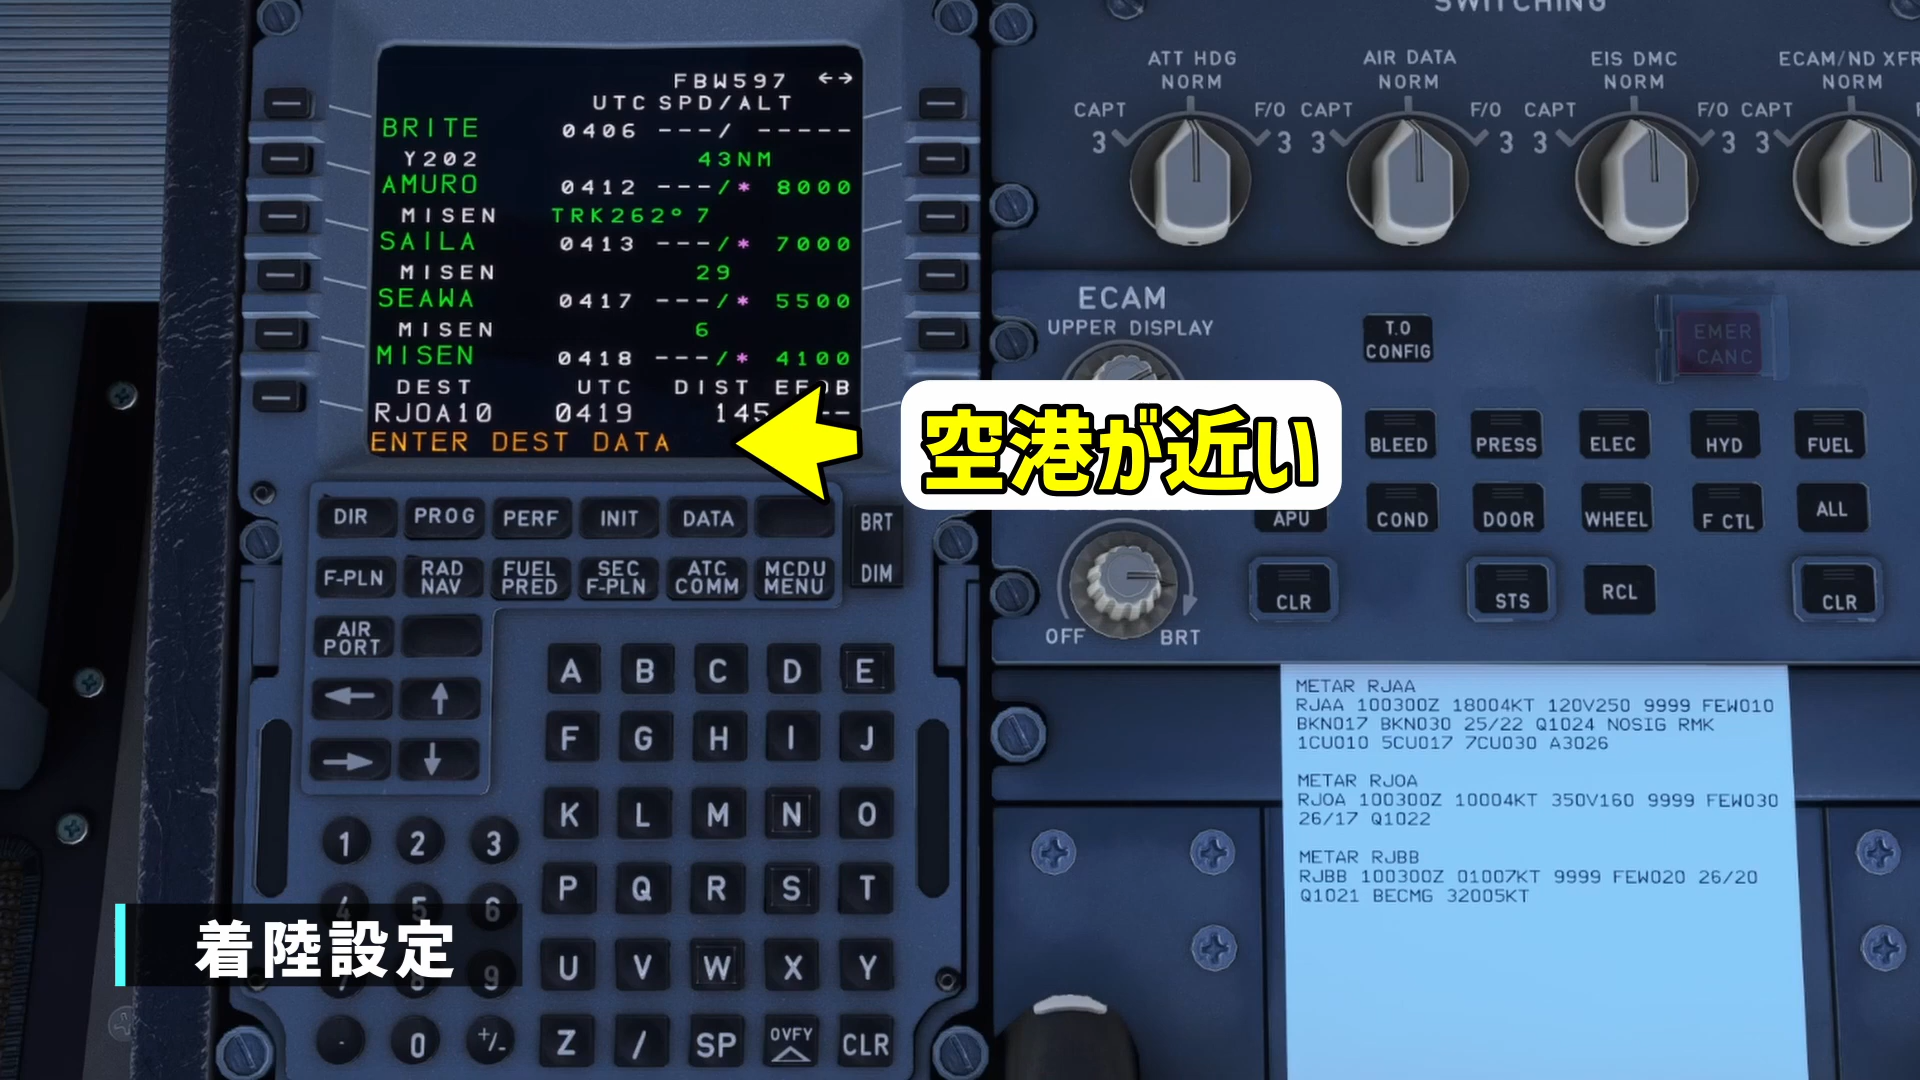 FBW597 ←→
UTC SPD/ALT
BRITE 0406 ---/ -----
Y202 43NM
AMURO 0412 ---/* 8000
MISEN TRK262° 7
SAILA 0413 ---/* 7000
MISEN 29
SEAWA 0417 ---/* 5500
MISEN 6
MISEN 0418 ---/* 4100
DEST UTC DIST
RJOA10 0419 145
ENTER DEST DATA
空港が近い
DIR PROG PERF INIT DATA
BRT
DIM
F-PLN RAD NAV FUEL PRED SEC F-PLN ATC COMM MCDU MENU
AIR PORT
← ↑
→ ↓
A B C D E
F G H I J
K L M N O
P Q R S T
U V W X Y
Z / SP OVFY CLR
1 2 3
4 5 6
9
0 +/-
着陸設定
SWITCHING
ATT HDG
NORM
CAPT 3 F/O 3
AIR DATA
NORM
CAPT 3 F/O 3
EIS DMC
NORM
CAPT 3 F/O 3
ECAM/ND XFR
NORM
CAPT 3
ECAM
UPPER DISPLAY
T.O
CONFIG
EMER
CANC
BLEED PRESS ELEC HYD FUEL
APU COND DOOR WHEEL F CTL ALL
CLR STS RCL CLR
OFF BRT
METAR RJAA
RJAA 100300Z 18004KT 120V250 9999 FEW010
BKN017 BKN030 25/22 Q1024 NOSIG RMK
1CU010 5CU017 7CU030 A3026
METAR RJOA
RJOA 100300Z 10004KT 350V160 9999 FEW030
26/17 Q1022
METAR RJBB
RJBB 100300Z 01007KT 9999 FEW020 26/20
Q1021 BECMG 32005KT